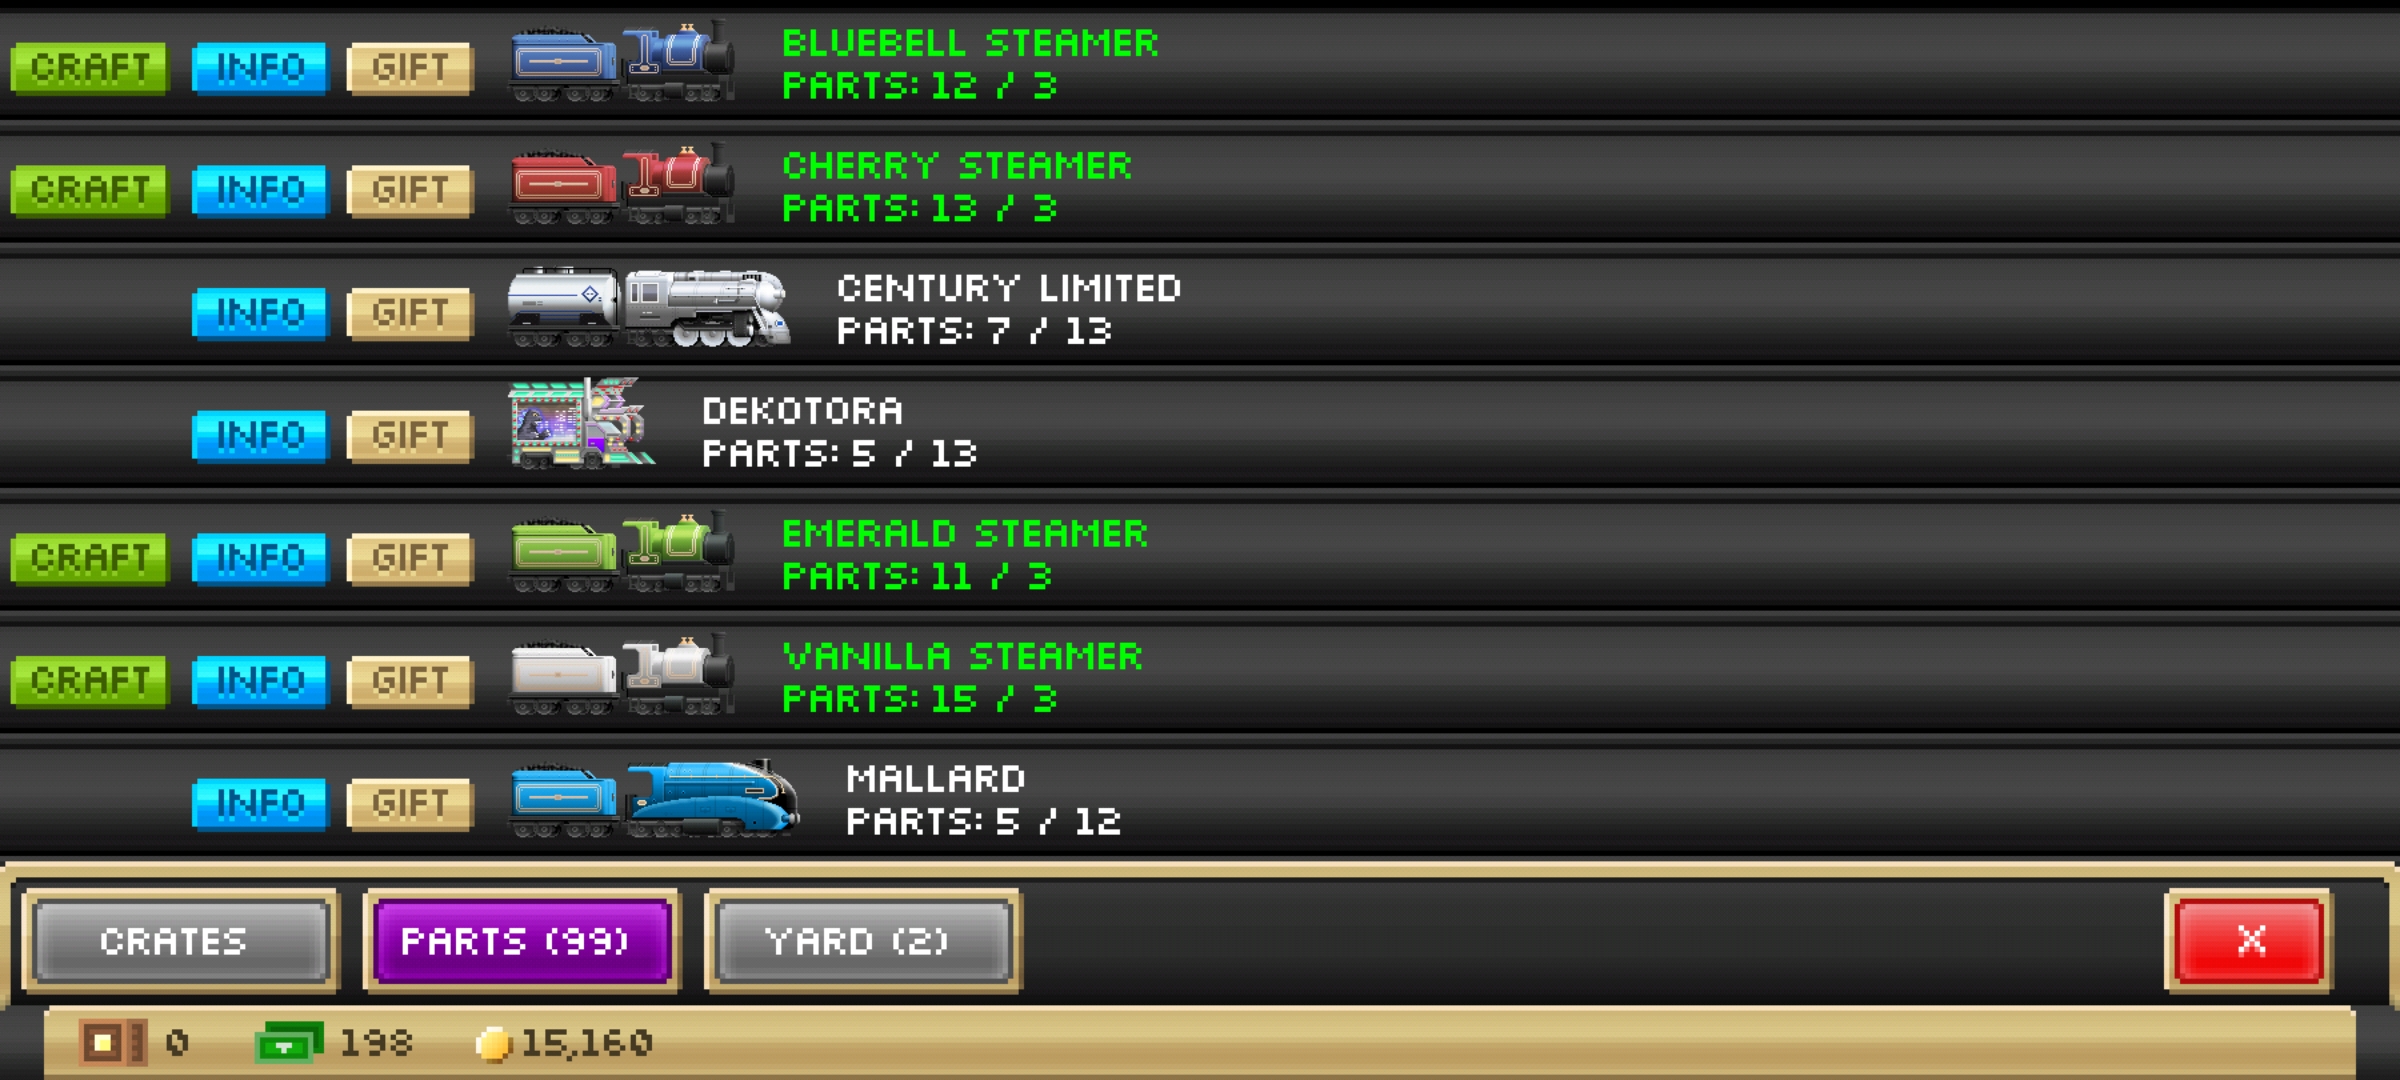 CRAFT INFO GIFT BLUEBELL STEAMER
PARTS: 12 / 3
CRAFT INFO GIFT CHERRY STEAMER
PARTS: 13 / 3
INFO GIFT CENTURY LIMITED
PARTS: 7 / 13
INFO GIFT DEKOTORA
PARTS: 5 / 13
CRAFT INFO GIFT EMERALD STEAMER
PARTS: 11 / 3
CRAFT INFO GIFT VANILLA STEAMER
PARTS: 15 / 3
INFO GIFT MALLARD
PARTS: 5 / 12
CRATES PARTS (99) YARD (2) X
0 198 15,160